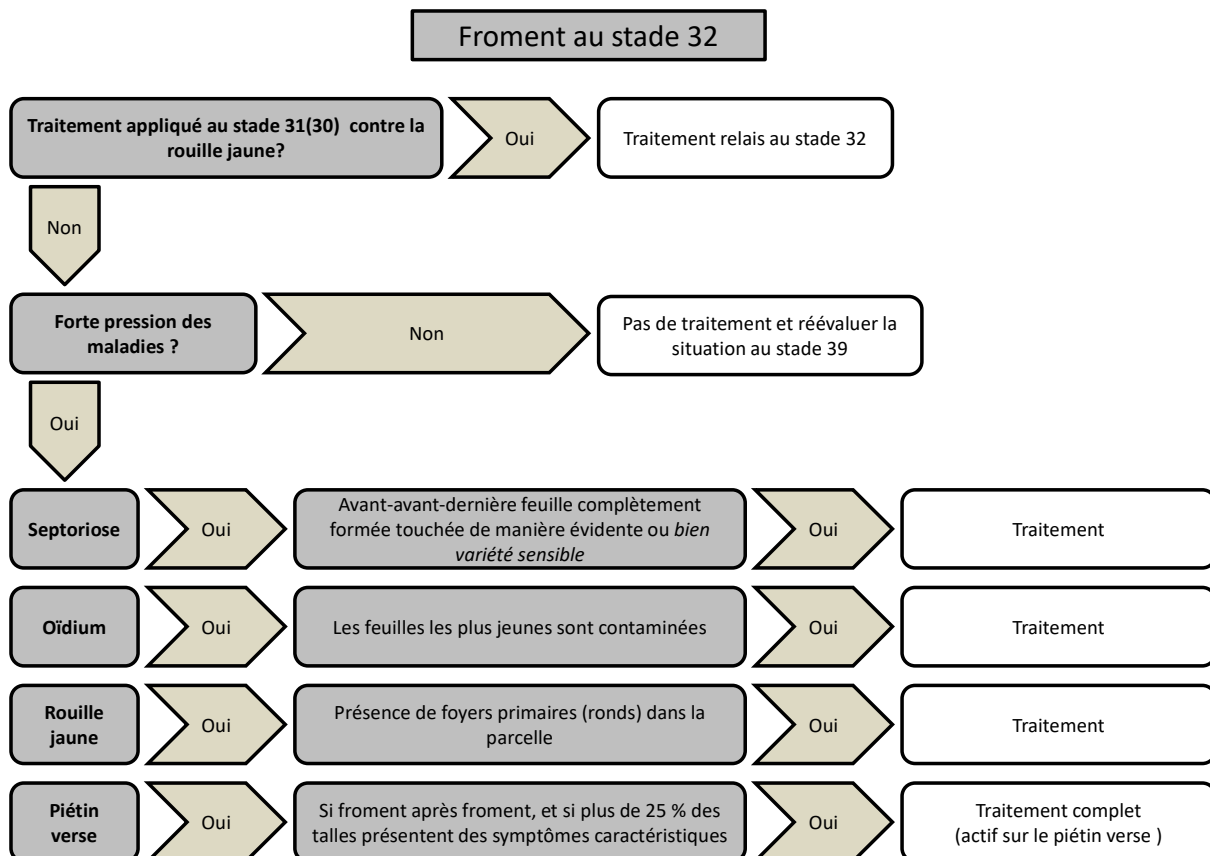 Froment au stade 32
Traitement appliqué au stade 31(30) contre la
rouille jaune?
Oui
Traitement relais au stade 32
Non
Forte pression des
maladies ?
Non
Pas de traitement et réévaluer la
situation au stade 39
Oui
Septoriose
Oui
Avant-avant-dernière feuille complètement
formée touchée de manière évidente ou bien
variété sensible
Oui
Traitement
Oïdium
Oui
Les feuilles les plus jeunes sont contaminées
Oui
Traitement
Rouille
jaune
Oui
Présence de foyers primaires (ronds) dans la
parcelle
Oui
Traitement
Piétin
verse
Oui
Si froment après froment, et si plus de 25 % des
talles présentent des symptômes caractéristiques
Oui
Traitement complet
(actif sur le piétin verse )